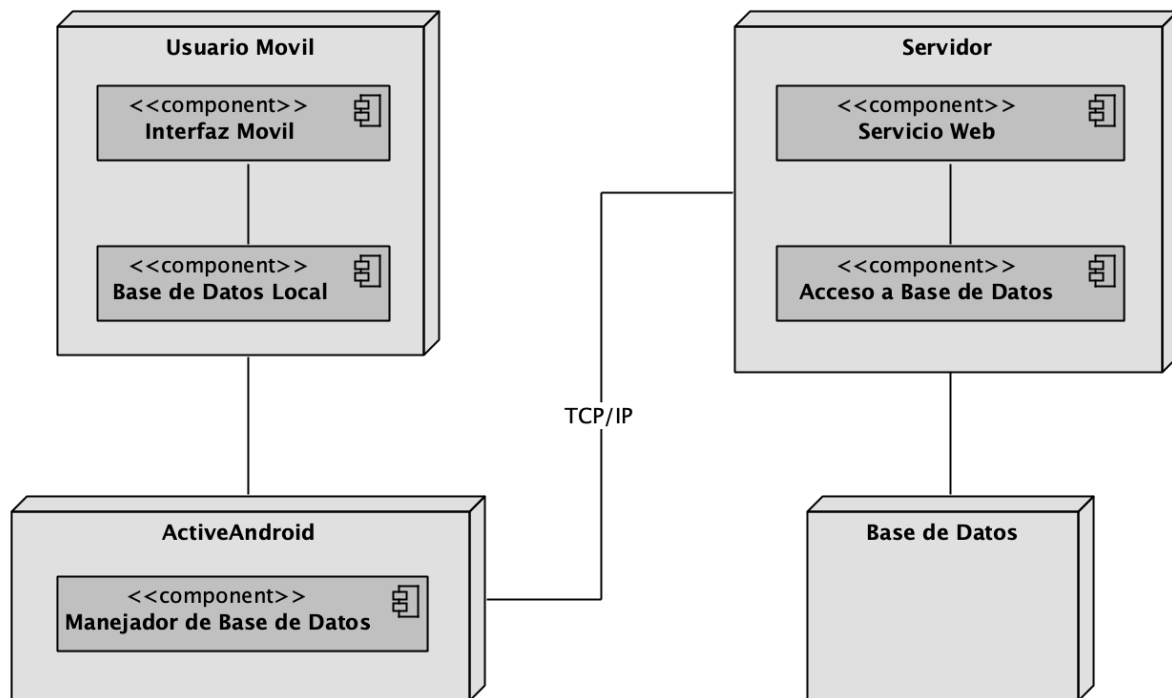 Usuario Movil
<<component>>
Interfaz Movil
<<component>>
Base de Datos Local
Servidor
<<component>>
Servicio Web
<<component>>
Acceso a Base de Datos
TCP/IP
ActiveAndroid
<<component>>
Manejador de Base de Datos
Base de Datos